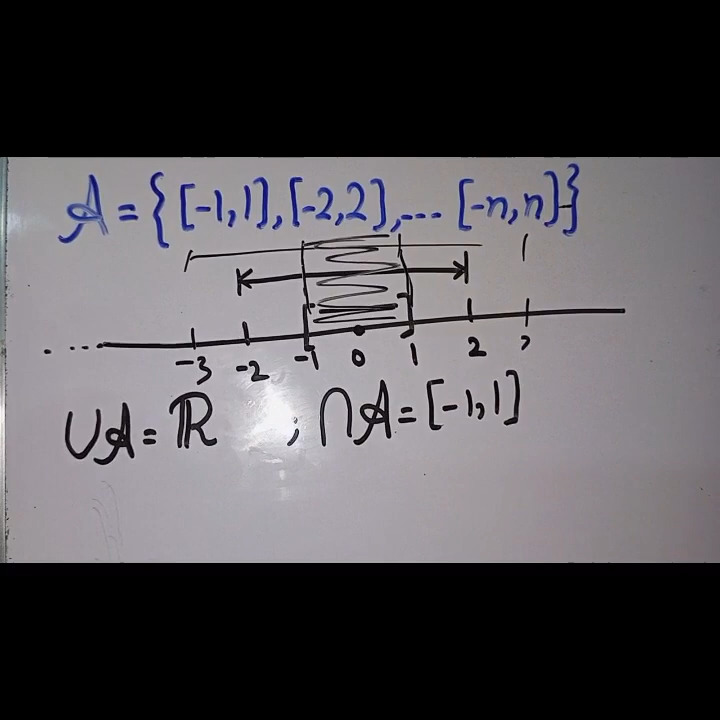 𝒜 = {[-1,1], [-2,2], ... [-n,n]}
.... -3 -2 -1 0 1 2
∪𝒜 = ℝ ; ∩𝒜 = [-1,1]